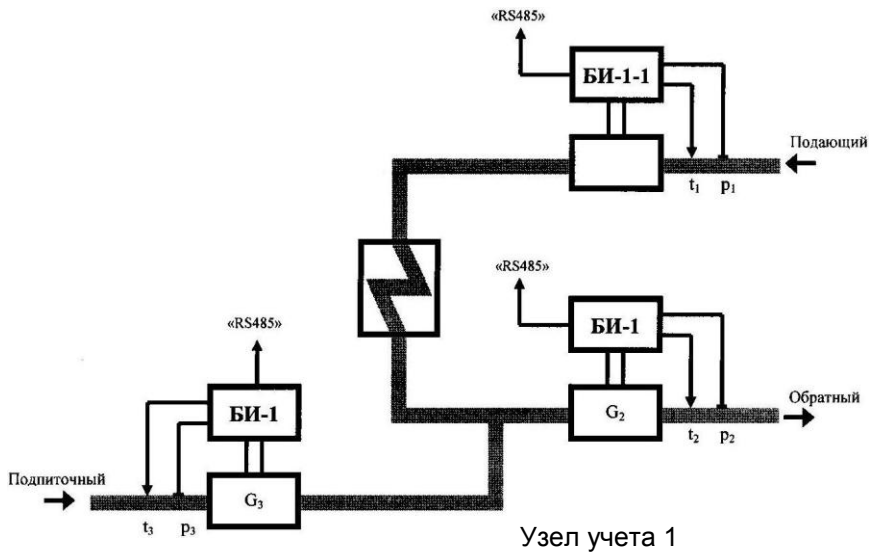 «RS485»
БИ-1-1
Подающий
t₁ p₁
«RS485»
БИ-1
G₂
Обратный
t₂ p₂
«RS485»
БИ-1
Подпиточный
G₃
t₃ p₃
Узел учета 1